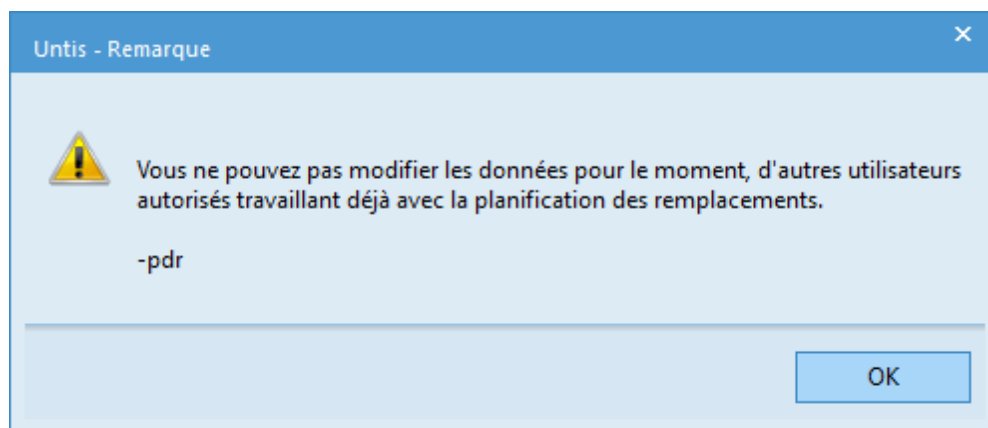 Untis - Remarque
Vous ne pouvez pas modifier les données pour le moment, d'autres utilisateurs
autorisés travaillant déjà avec la planification des remplacements.
-pdr
OK